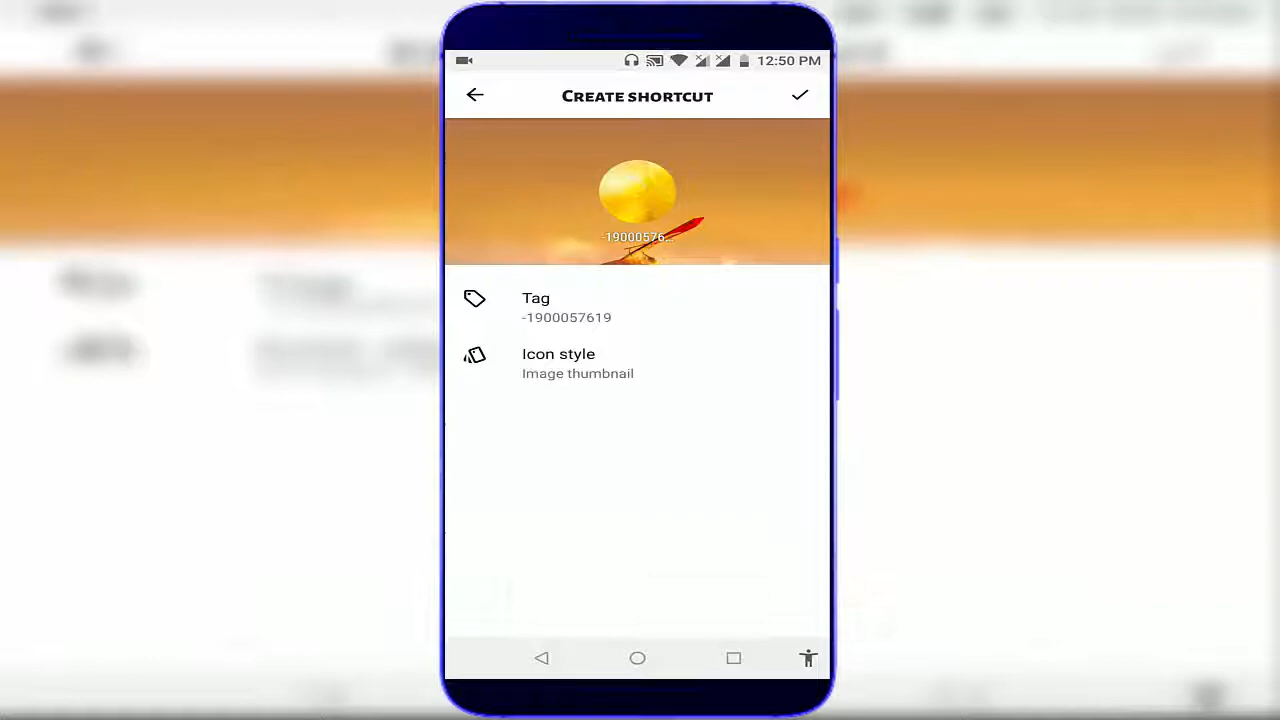 12:50 PM
CREATE SHORTCUT
-19000576...
Tag
-1900057619
Icon style
Image thumbnail